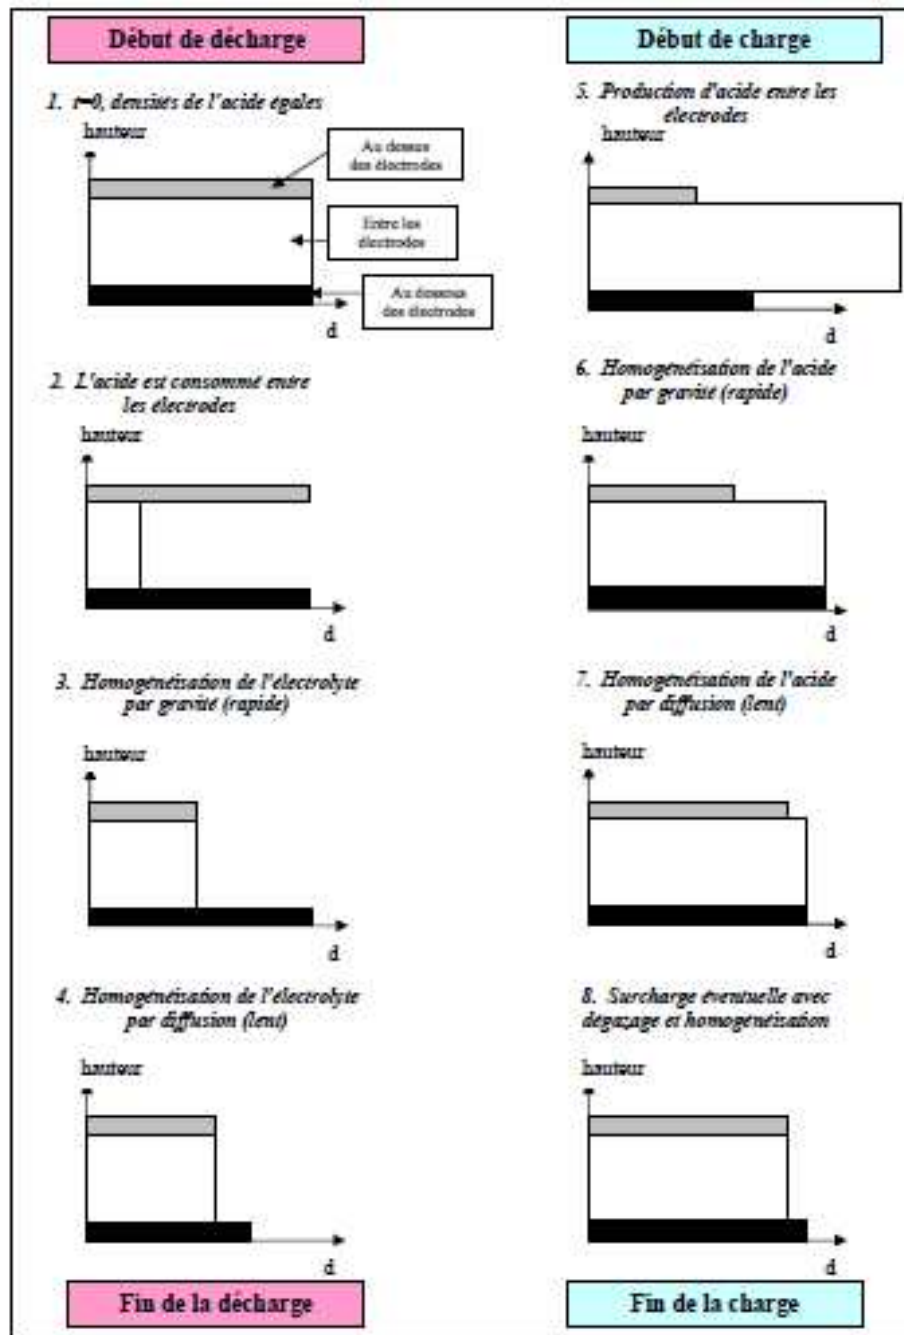 Début de décharge
1. t=0, densités de l'acide égales
hauteur
Au dessus
des électrodes
Entre les
électrodes
Au dessous
des électrodes
d
2. L'acide est consommé entre
les électrodes
hauteur
d
3. Homogénéisation de l'électrolyte
par gravité (rapide)
hauteur
d
4. Homogénéisation de l'électrolyte
par diffusion (lent)
hauteur
d
Fin de la décharge
Début de charge
5. Production d'acide entre les
électrodes
hauteur
d
6. Homogénéisation de l'acide
par gravité (rapide)
hauteur
d
7. Homogénéisation de l'acide
par diffusion (lent)
hauteur
d
8. Surcharge éventuelle avec
dégazage et homogénéisation
hauteur
d
Fin de la charge